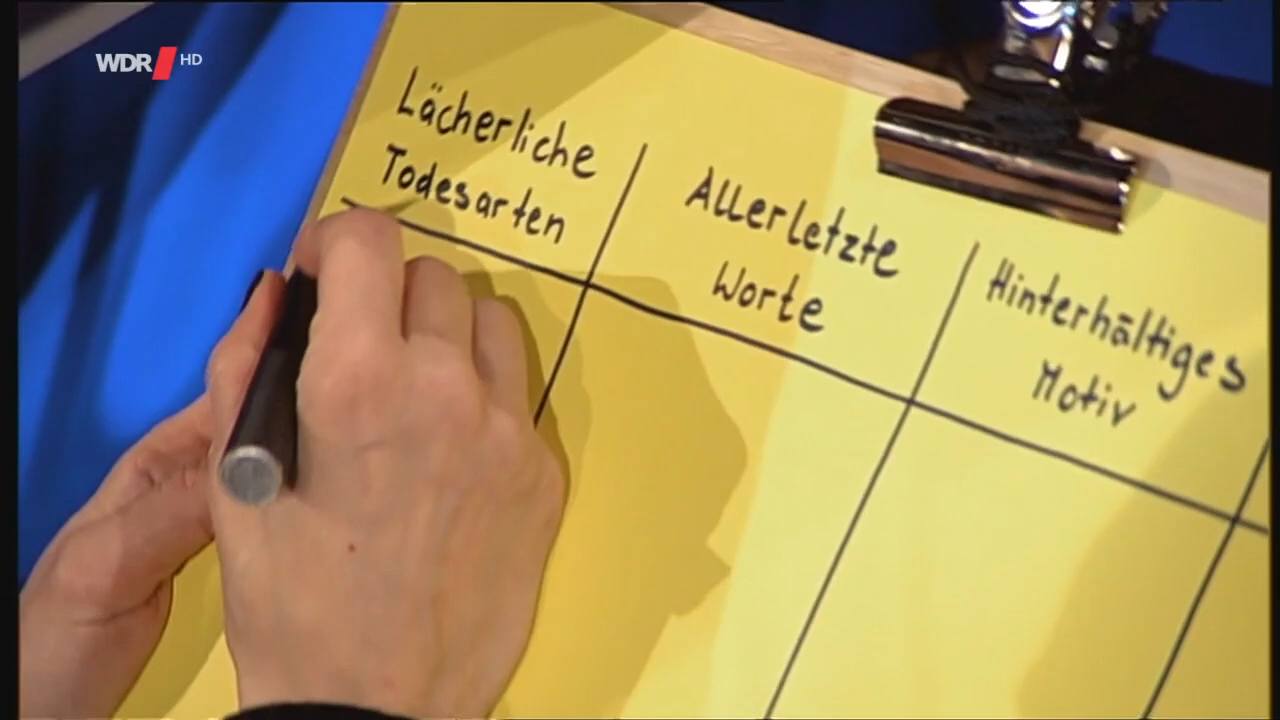 WDR HD
Lächerliche
Todesarten
Allerletzte
Worte
Hinterhältiges
Motiv